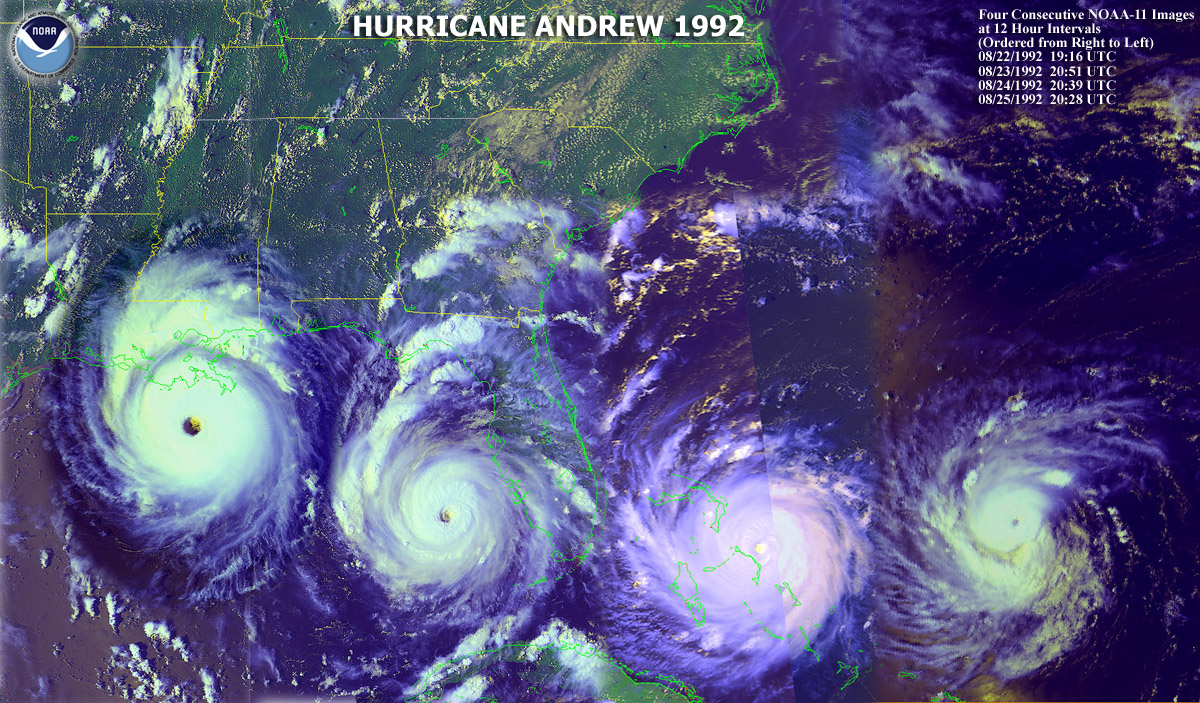 HURRICANE ANDREW 1992
Four Consecutive NOAA-11 Images
at 12 Hour Intervals
(Ordered from Right to Left)
08/22/1992 19:16 UTC
08/23/1992 20:51 UTC
08/24/1992 20:39 UTC
08/25/1992 20:28 UTC
NOAA